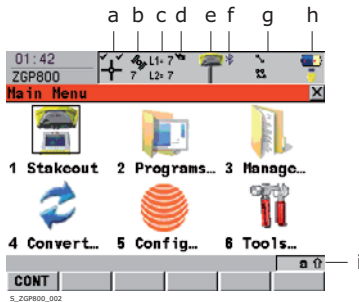 a b c d e f g h
01:42
ZGP800
7 L1= 7
L2= 7
Main Menu X
1 Stakeout 2 Programs… 3 Manage…
4 Convert… 5 Config… 6 Tools…
a ⇧ i
CONT
S_ZGP800_002